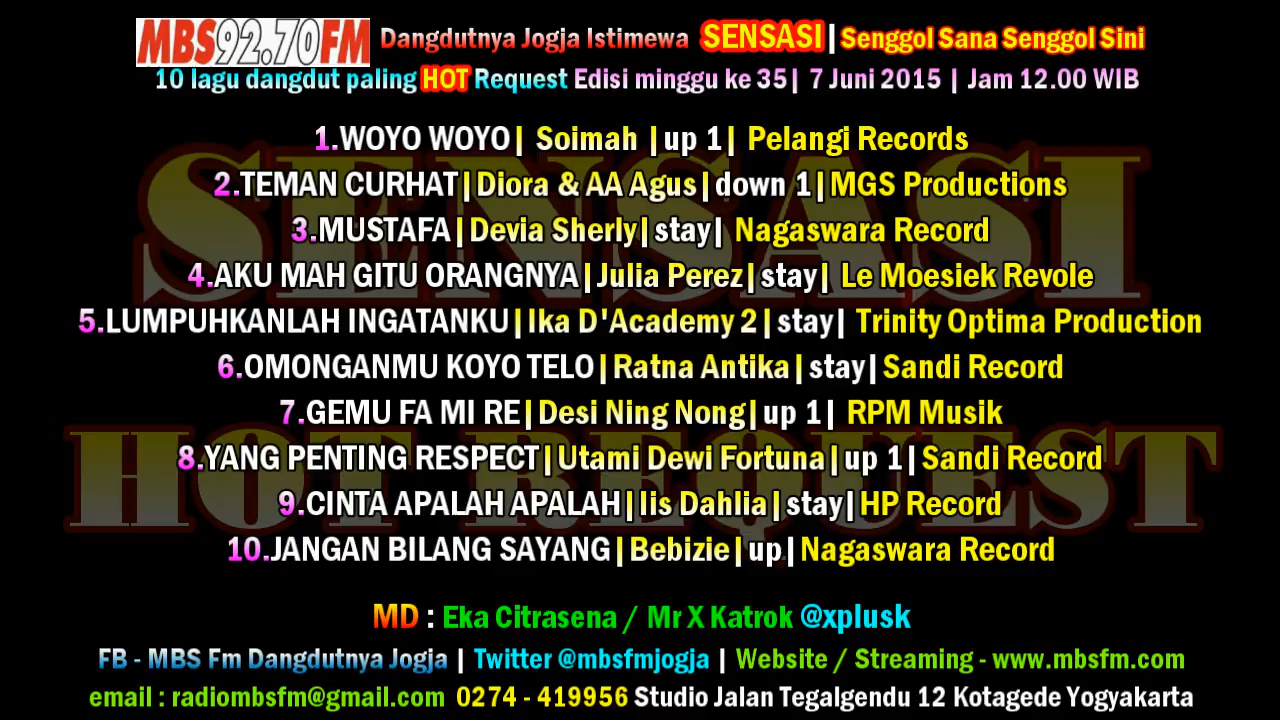 MBS 92.70 FM Dangdutnya Jogja Istimewa SENSASI|Senggol Sana Senggol Sini
10 lagu dangdut paling HOT Request Edisi minggu ke 35| 7 Juni 2015 | Jam 12.00 WIB
SENSASI
HOT REQUEST
1.WOYO WOYO| Soimah |up 1| Pelangi Records
2.TEMAN CURHAT|Diora & AA Agus|down 1|MGS Productions
3.MUSTAFA|Devia Sherly|stay| Nagaswara Record
4.AKU MAH GITU ORANGNYA|Julia Perez|stay| Le Moesiek Revole
5.LUMPUHKANLAH INGATANKU|Ika D'Academy 2|stay| Trinity Optima Production
6.OMONGANMU KOYO TELO|Ratna Antika|stay|Sandi Record
7.GEMU FA MI RE|Desi Ning Nong|up 1| RPM Musik
8.YANG PENTING RESPECT|Utami Dewi Fortuna|up 1|Sandi Record
9.CINTA APALAH APALAH|Iis Dahlia|stay|HP Record
10.JANGAN BILANG SAYANG|Bebizie|up|Nagaswara Record
MD : Eka Citrasena / Mr X Katrok @xplusk
FB - MBS Fm Dangdutnya Jogja | Twitter @mbsfmjogja | Website / Streaming - www.mbsfm.com
email : radiombsfm@gmail.com 0274 - 419956 Studio Jalan Tegalgendu 12 Kotagede Yogyakarta